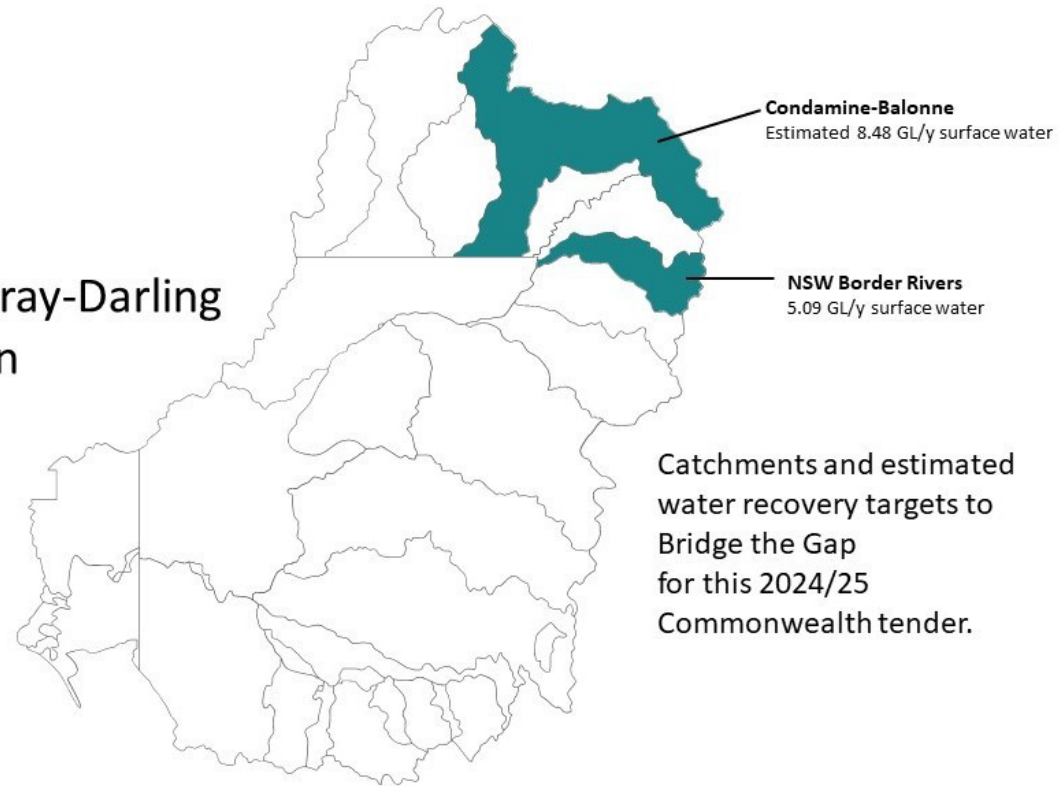 Condamine-Balonne
Estimated 8.48 GL/y surface water
ray-Darling
n
NSW Border Rivers
5.09 GL/y surface water
Catchments and estimated
water recovery targets to
Bridge the Gap
for this 2024/25
Commonwealth tender.